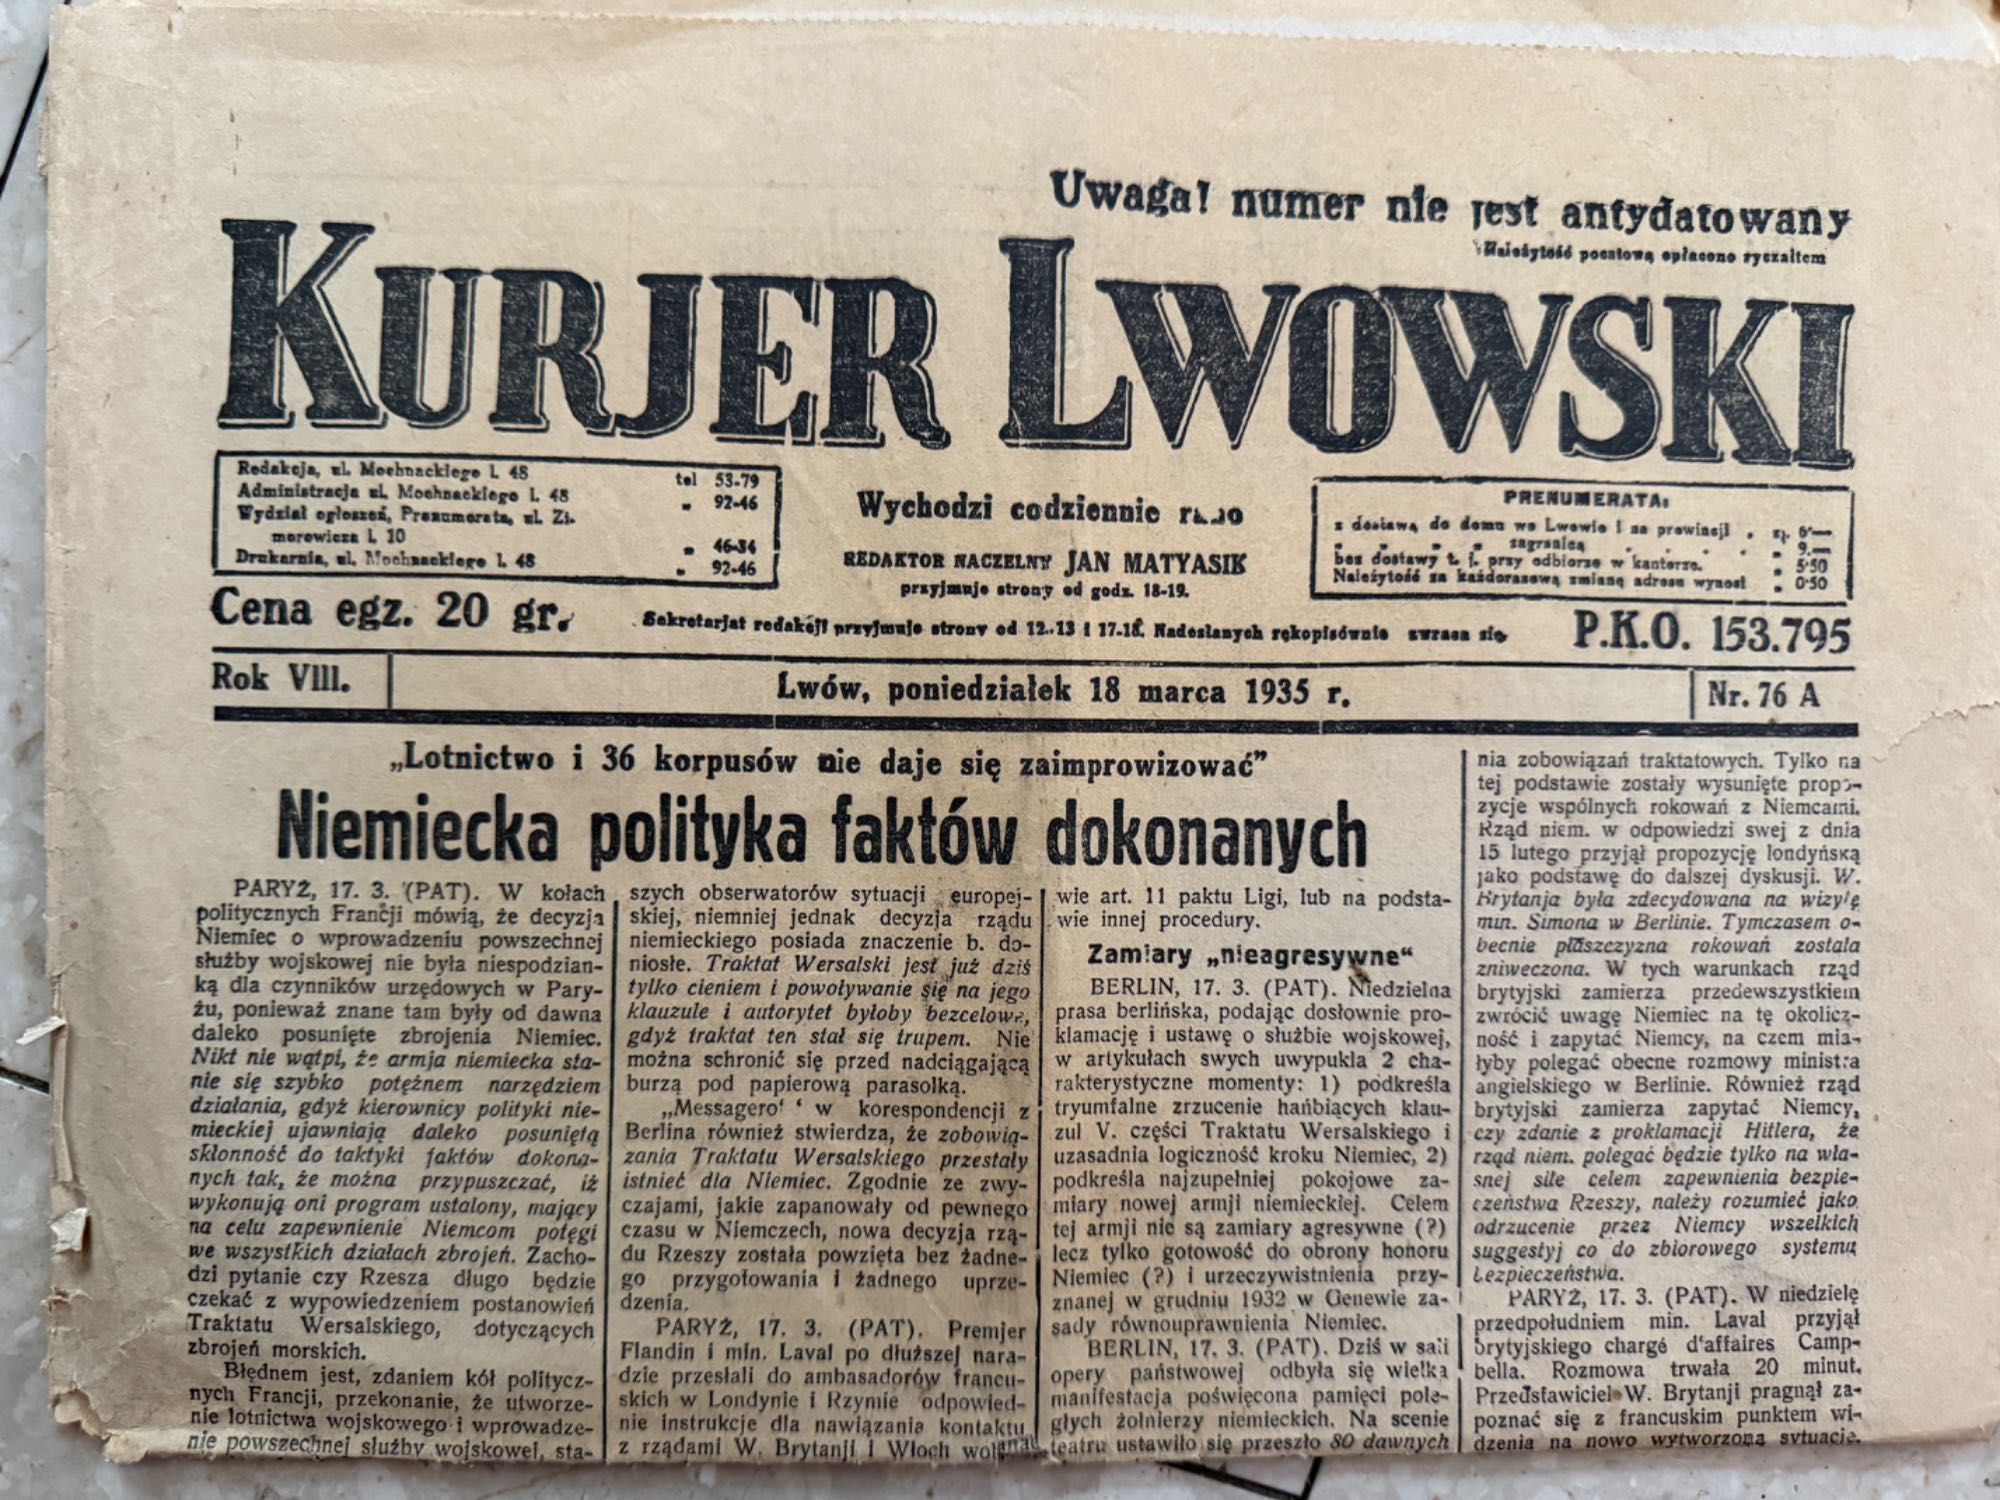 Uwaga! numer nie jest antydatowany
Należytość pocztową opłacono ryczałtem
KURJER LWOWSKI
Redakcja, ul. Mochnackiego l. 48 tel 53-79
Administracja ul. Mochnackiego l. 48 „ 92-46
Wydział ogłoszeń, Prenumerata, ul. Zi-
morowicza l. 10 „ 46-34
Drukarnia, ul. Mochnackiego l. 48 „ 92-46
Wychodzi codziennie rano
REDAKTOR NACZELNY JAN MATYASIK
przyjmuje strony od godz. 18-19.
PRENUMERATA:
z dostawą do domu we Lwowie i na prowincji . zł. 6·—
„ „ „ „ zagranicą . . . „ 9.—
bez dostawy t. j. przy odbiorze w kantorze. „ 5·50
Należytość za każdorazową zmianę adresu wynosi „ 0·50
Cena egz. 20 gr.
Sekretarjat redakcji przyjmuje strony od 12.-13 i 17-18. Nadesłanych rękopisów nie zwraca się
P.K.O. 153.795
Rok VIII.
Lwów, poniedziałek 18 marca 1935 r.
Nr. 76 A
„Lotnictwo i 36 korpusów nie daje się zaimprowizować”
Niemiecka polityka faktów dokonanych
PARYŻ, 17. 3. (PAT). W kołach
politycznych Francji mówią, że decyzja
Niemiec o wprowadzeniu powszechnej
służby wojskowej nie była niespodzian-
ką dla czynników urzędowych w Pary-
żu, ponieważ znane tam były od dawna
daleko posunięte zbrojenia Niemiec.
Nikt nie wątpi, że armja niemiecka sta-
nie się szybko potężnem narzędziem
działania, gdyż kierownicy polityki nie-
mieckiej ujawniają daleko posuniętą
skłonność do taktyki faktów dokona-
nych tak, że można przypuszczać, iż
wykonują oni program ustalony, mający
na celu zapewnienie Niemcom potęgi
we wszystkich działach zbrojeń. Zacho-
dzi pytanie czy Rzesza długo będzie
czekać z wypowiedzeniem postanowień
Traktatu Wersalskiego, dotyczących
zbrojeń morskich.
Błędnem jest, zdaniem kół politycz-
nych Francji, przekonanie, że utworze-
nie lotnictwa wojskowego i wprowadze-
nie powszechnej służby wojskowej, sta-
szych obserwatorów sytuacji europej-
skiej, niemniej jednak decyzja rządu
niemieckiego posiada znaczenie b. do-
niosłe. Traktat Wersalski jest już dziś
tylko cieniem i powoływanie się na jego
klauzule i autorytet byłoby bezcelowe,
gdyż traktat ten stał się trupem. Nie
można schronić się przed nadciągającą
burzą pod papierową parasolką.
„Messagero“ w korespondencji z
Berlina również stwierdza, że zobowią-
zania Traktatu Wersalskiego przestały
istnieć dla Niemiec. Zgodnie ze zwy-
czajami, jakie zapanowały od pewnego
czasu w Niemczech, nowa decyzja rzą-
du Rzeszy została powzięta bez żadne-
go przygotowania i żadnego uprze-
dzenia.
PARYŻ, 17. 3. (PAT). Premjer
Flandin i min. Laval po dłuższej nara-
dzie przesłali do ambasadorów francu-
skich w Londynie i Rzymie odpowied-
nie instrukcje dla nawiązania kontaktu
z rządami W. Brytanji i Włoch
wie art. 11 paktu Ligi, lub na podsta-
wie innej procedury.
Zamiary „nieagresywne“
BERLIN, 17. 3. (PAT). Niedzielna
prasa berlińska, podając dosłownie pro-
klamację i ustawę o służbie wojskowej,
w artykułach swych uwypukla 2 cha-
rakterystyczne momenty: 1) podkreśla
tryumfalne zrzucenie hańbiących klau-
zul V. części Traktatu Wersalskiego i
uzasadnia logiczność kroku Niemiec, 2)
podkreśla najzupełniej pokojowe za-
miary nowej armji niemieckiej. Celem
tej armji nie są zamiary agresywne (?)
lecz tylko gotowość do obrony honoru
Niemiec (?) i urzeczywistnienia przy-
znanej w grudniu 1932 w Genewie za-
sady równouprawnienia Niemiec.
BERLIN, 17. 3. (PAT). Dziś w sali
opery państwowej odbyła się wielka
manifestacja poświęcona pamięci pole-
głych żołnierzy niemieckich. Na scenie
teatru ustawiło się przeszło 80 dawnych
nia zobowiązań traktatowych. Tylko na
tej podstawie zostały wysunięte propo-
zycje wspólnych rokowań z Niemcami.
Rząd niem. w odpowiedzi swej z dnia
15 lutego przyjął propozycję londyńską
jako podstawę do dalszej dyskusji. W.
Brytanja była zdecydowana na wizytę
min. Simona w Berlinie. Tymczasem o-
becnie płaszczyzna rokowań została
zniweczona. W tych warunkach rząd
brytyjski zamierza przedewszystkiem
zwrócić uwagę Niemiec na tę okolicz-
ność i zapytać Niemcy, na czem mia-
łyby polegać obecne rozmowy ministra
angielskiego w Berlinie. Również rząd
brytyjski zamierza zapytać Niemcy,
czy zdanie z proklamacji Hitlera, że
rząd niem. polegać będzie tylko na wła-
snej sile celem zapewnienia bezpie-
czeństwa Rzeszy, należy rozumieć jako
odrzucenie przez Niemcy wszelkich
suggestyj co do zbiorowego systemu
bezpieczeństwa.
PARYŻ, 17. 3. (PAT). W niedzielę
przedpołudniem min. Laval przyjął
brytyjskiego chargé d'affaires Camp-
bella. Rozmowa trwała 20 minut.
Przedstawiciel W. Brytanji pragnął za-
poznać się z francuskim punktem wi-
dzenia na nowo wytworzoną sytuację.